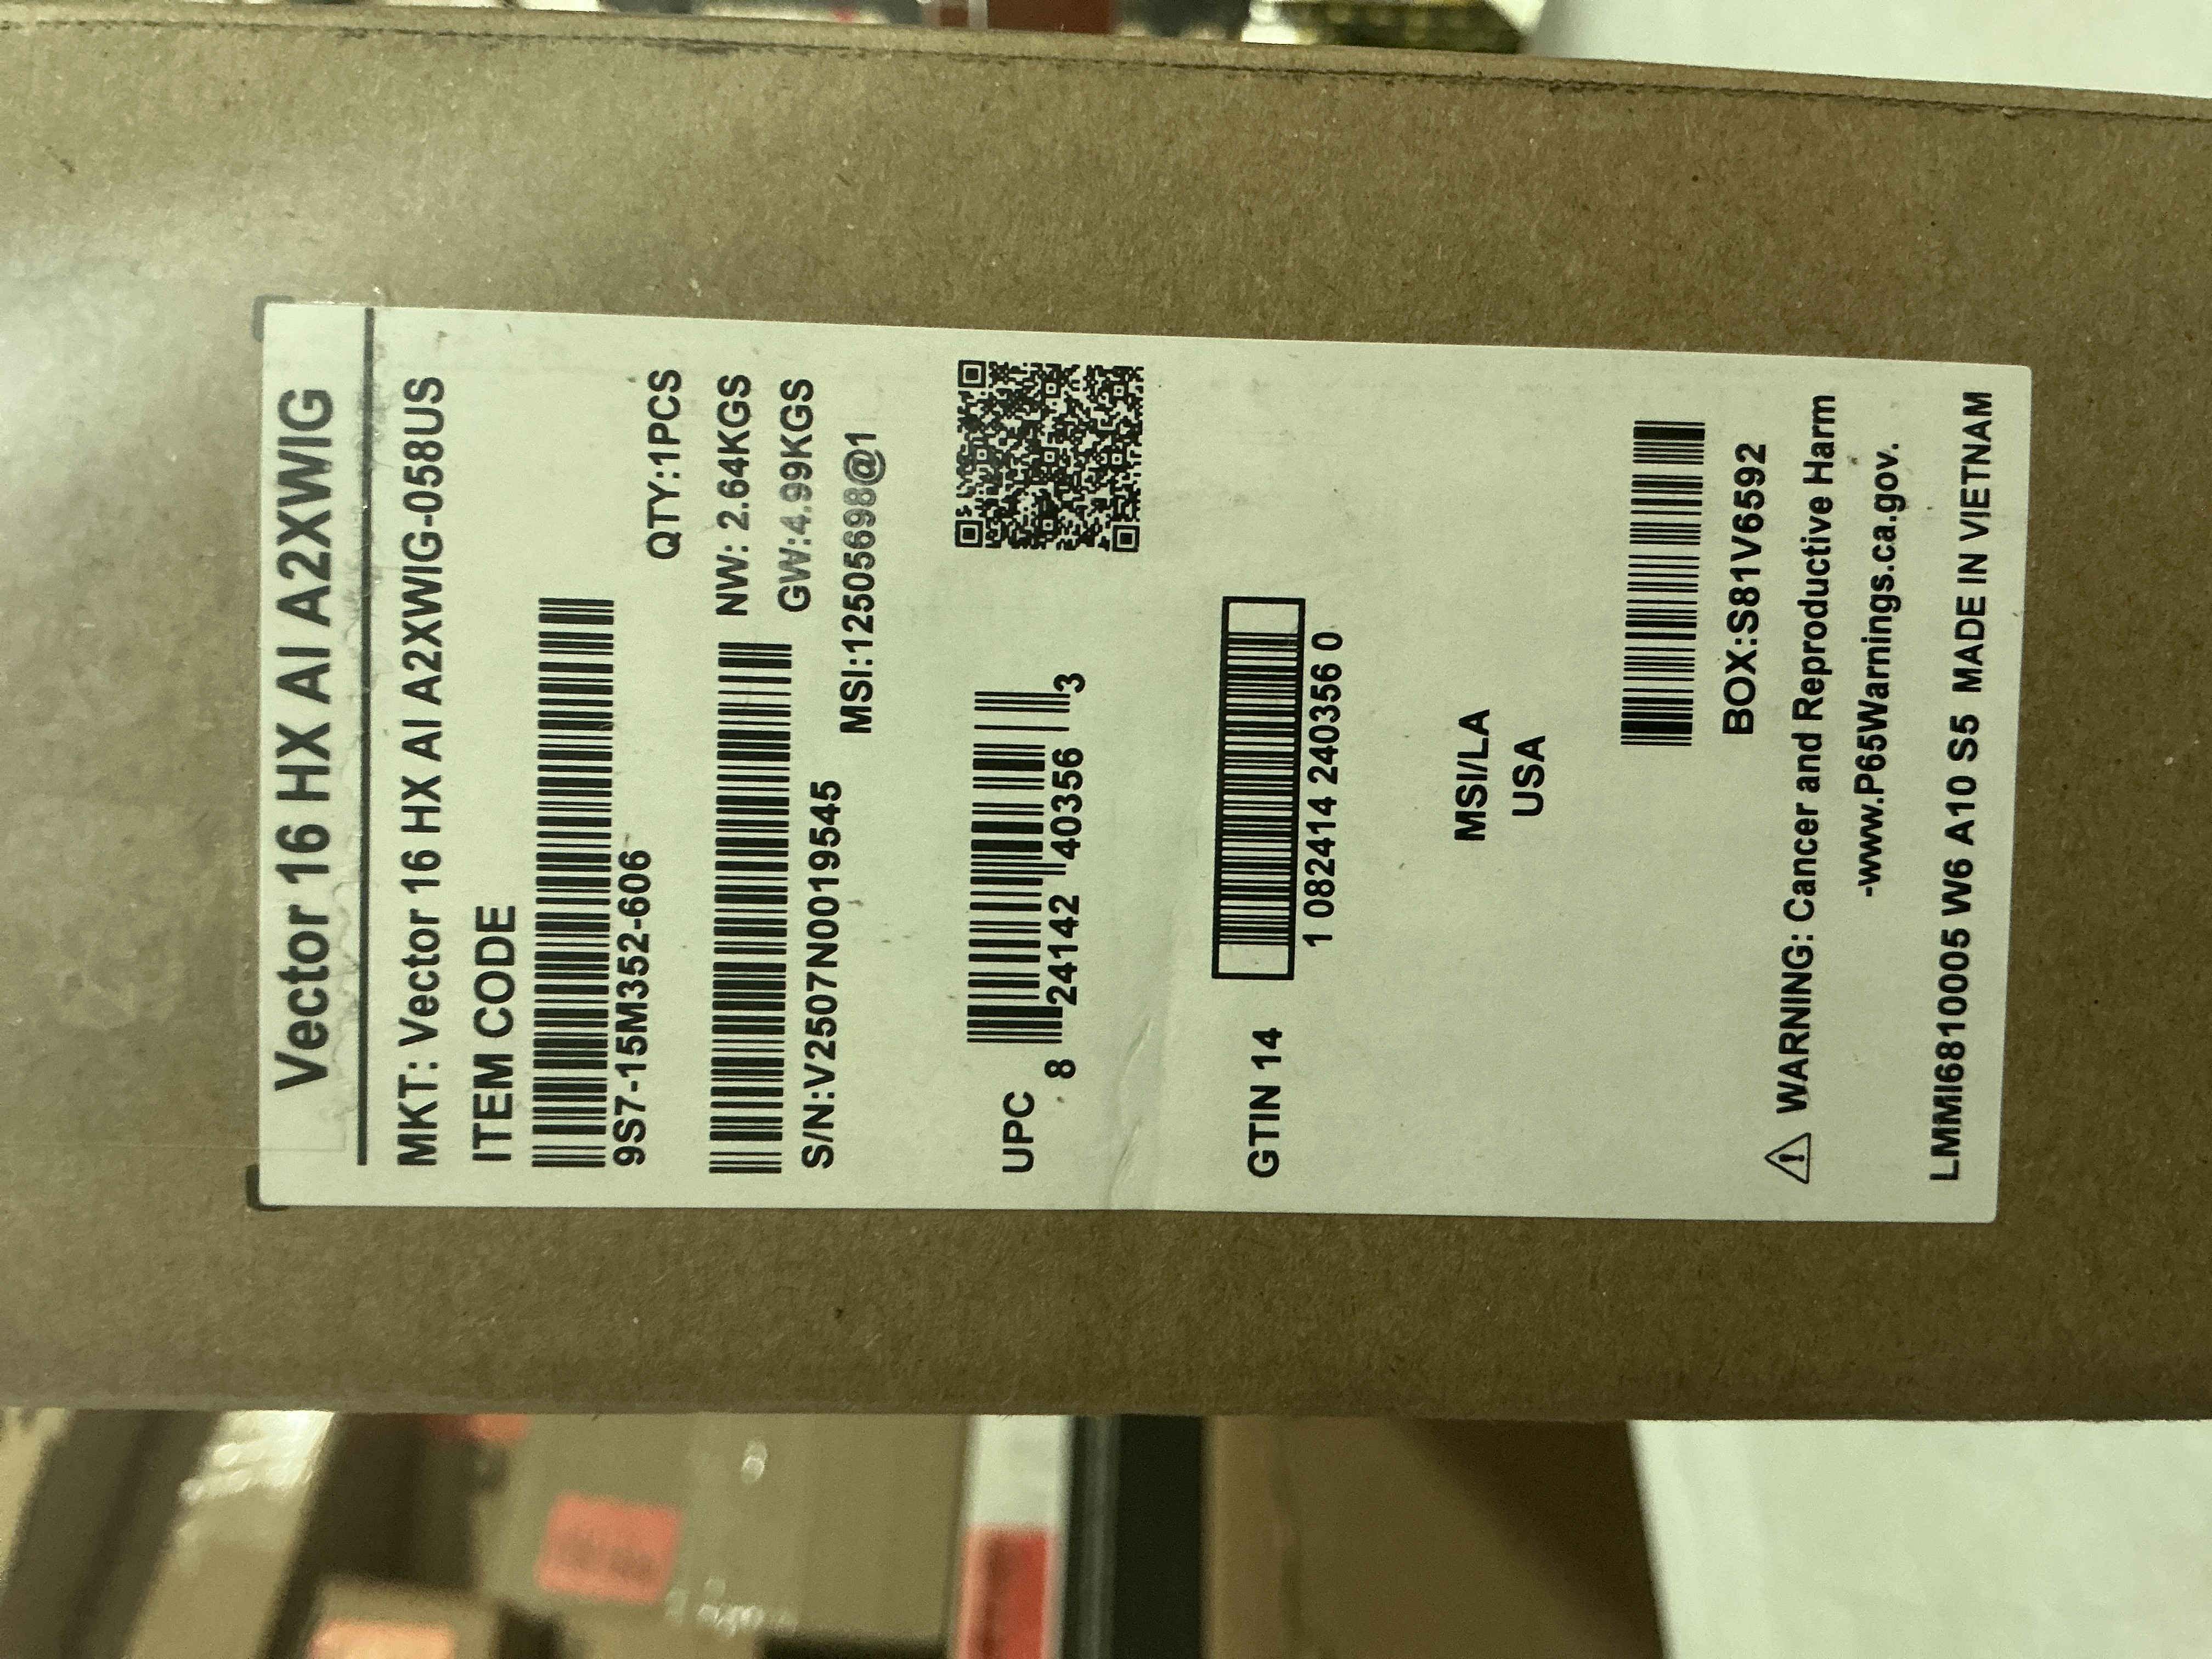 Vector 16 HX AI A2XWIG
MKT: Vector 16 HX AI A2XWIG-058US
ITEM CODE
9S7-15M352-606
QTY:1PCS
NW: 2.64KGS
GW:4.99KGS
S/N:V2507N0019545
MSI:12505698@1
UPC
8 24142 40356 3
GTIN 14
1 082414 240356 0
MSI/LA
USA
BOX:S81V6592
⚠ WARNING: Cancer and Reproductive Harm
-www.P65Warnings.ca.gov.
LMMI6810005 W6 A10 S5 MADE IN VIETNAM